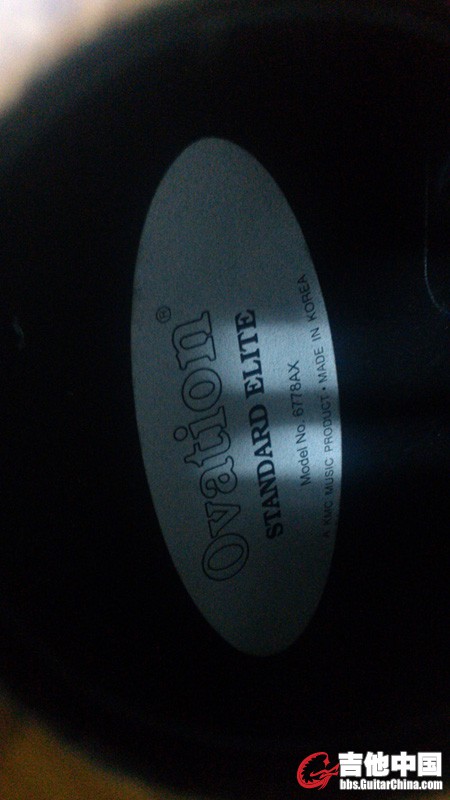 Ovation®
STANDARD ELITE
Model No. 6778AX
A KMC MUSIC PRODUCT • MADE IN KOREA
吉他中国
bbs.GuitarChina.com